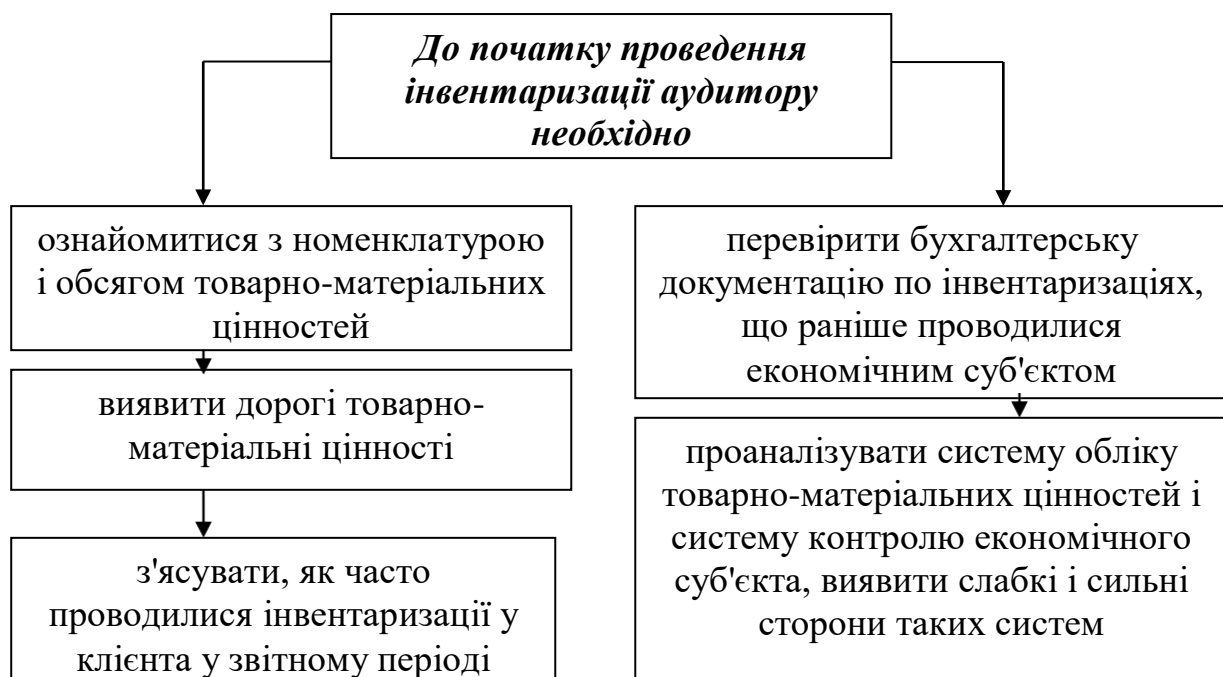 До початку проведення
інвентаризації аудитору
необхідно
ознайомитися з номенклатурою
і обсягом товарно-матеріальних
цінностей
виявити дорогі товарно-
матеріальні цінності
з'ясувати, як часто
проводилися інвентаризації у
клієнта у звітному періоді
перевірити бухгалтерську
документацію по інвентаризаціях,
що раніше проводилися
економічним суб'єктом
проаналізувати систему обліку
товарно-матеріальних цінностей і
систему контролю економічного
суб'єкта, виявити слабкі і сильні
сторони таких систем